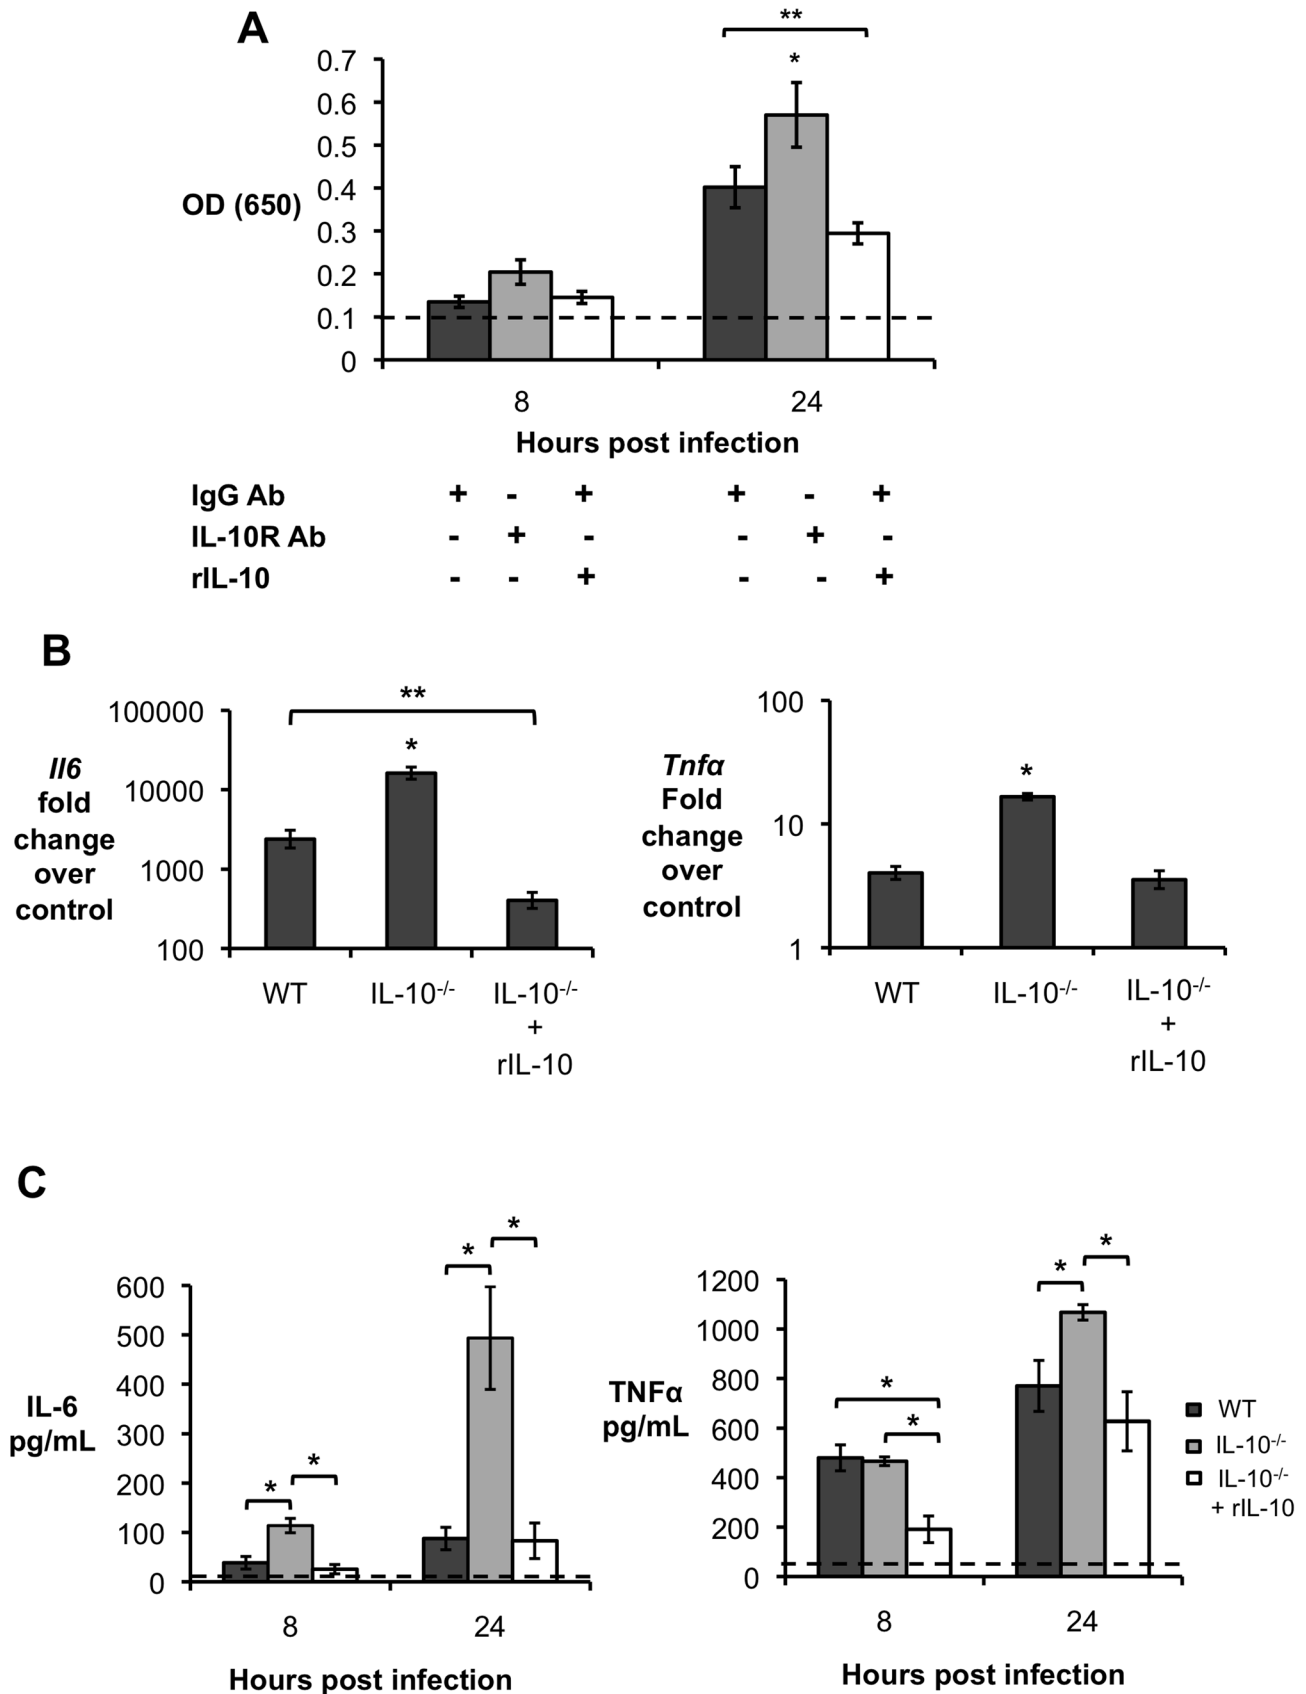 A
**
*
0.7
0.6
0.5
0.4
0.3
0.2
0.1
0
OD (650)
8 24
Hours post infection
IgG Ab + - + + - +
IL-10R Ab - + - - + -
rIL-10 - - + - - +
B
**
*
100000
10000
1000
100
Il6
fold
change
over
control
WT IL-10-/- IL-10-/-
+
rIL-10
*
100
10
1
Tnfα
Fold
change
over
control
WT IL-10-/- IL-10-/-
+
rIL-10
C
* * * *
600
500
400
300
200
100
0
IL-6
pg/mL
8 24
Hours post infection
* * * *
1200
1000
800
600
400
200
0
TNFα
pg/mL
8 24
Hours post infection
WT
IL-10-/-
IL-10-/-
+ rIL-10